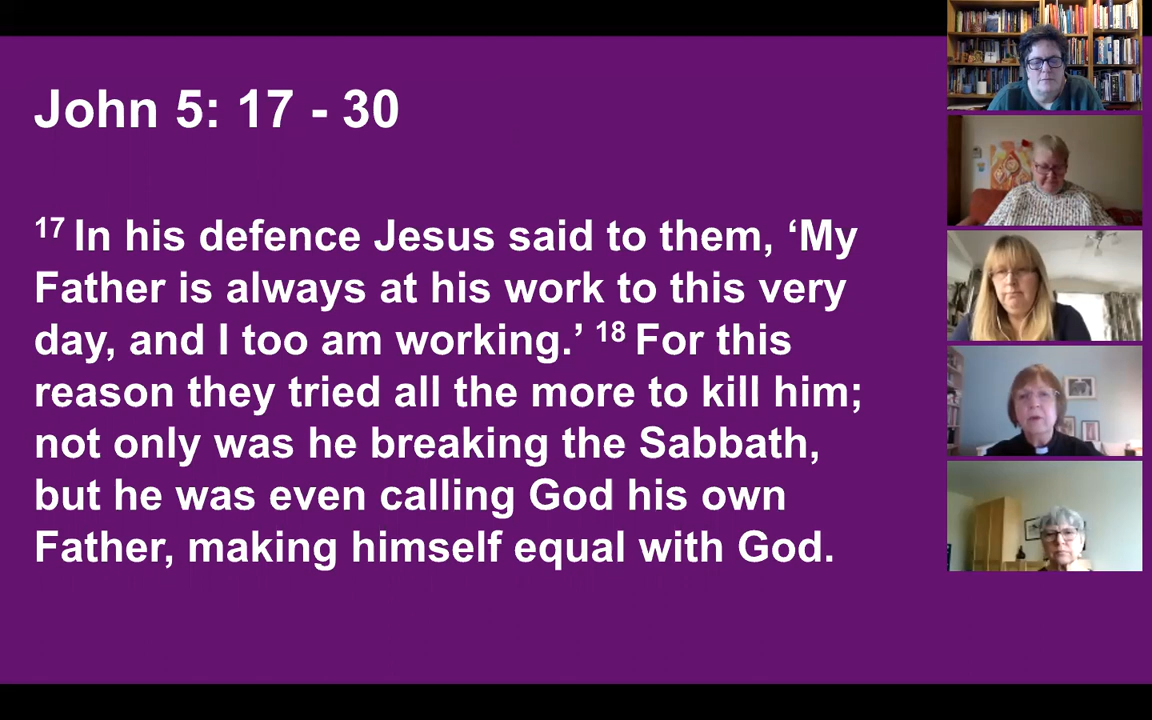 John 5: 17 - 30
17 In his defence Jesus said to them, ‘My
Father is always at his work to this very
day, and I too am working.’ 18 For this
reason they tried all the more to kill him;
not only was he breaking the Sabbath,
but he was even calling God his own
Father, making himself equal with God.